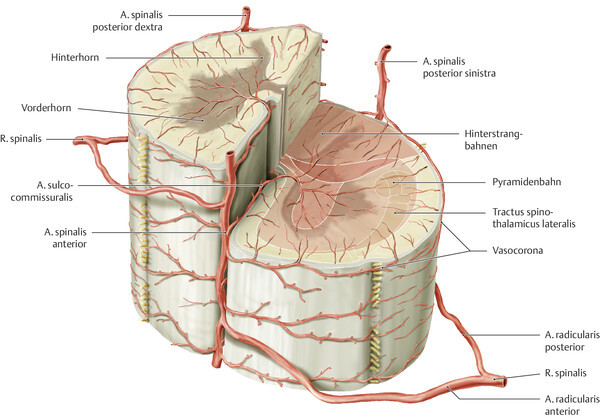 A. spinalis
posterior dextra
Hinterhorn
Vorderhorn
R. spinalis
A. sulco-
commissuralis
A. spinalis
anterior
A. spinalis
posterior sinistra
Hinterstrang-
bahnen
Pyramidenbahn
Tractus spino-
thalamicus lateralis
Vasocorona
A. radicularis
posterior
R. spinalis
A. radicularis
anterior